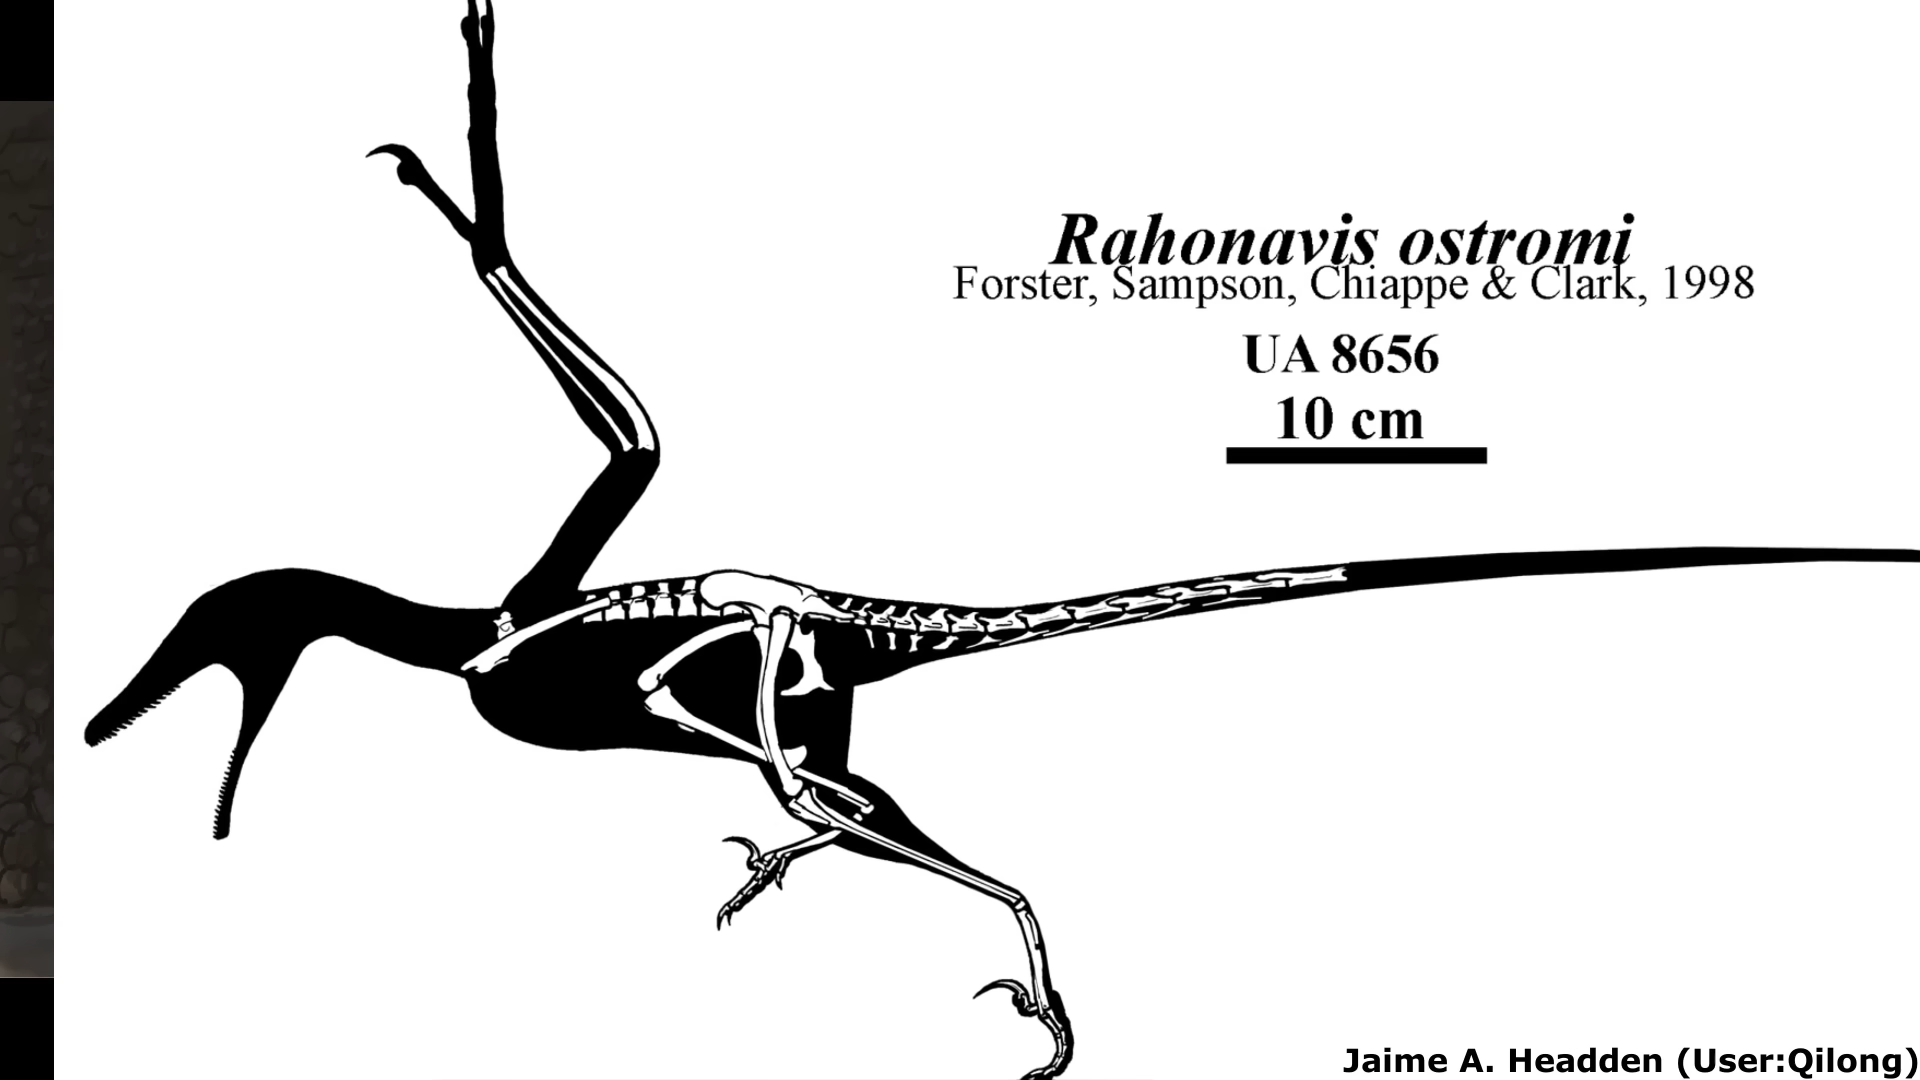 Rahonavis ostromi
Forster, Sampson, Chiappe & Clark, 1998
UA 8656
10 cm
Jaime A. Headden (User:Qilong)